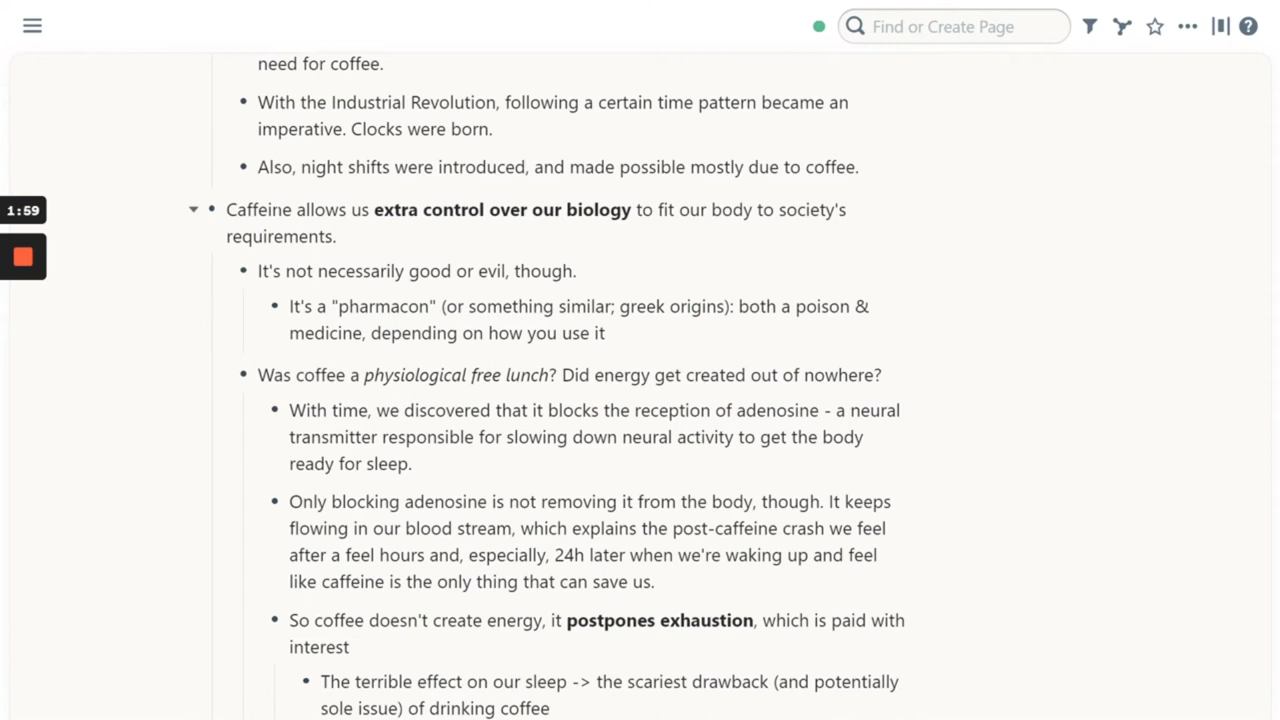 Find or Create Page
need for coffee.
With the Industrial Revolution, following a certain time pattern became an
imperative. Clocks were born.
Also, night shifts were introduced, and made possible mostly due to coffee.
1:59
Caffeine allows us extra control over our biology to fit our body to society's
requirements.
It's not necessarily good or evil, though.
It's a "pharmacon" (or something similar; greek origins): both a poison &
medicine, depending on how you use it
Was coffee a physiological free lunch? Did energy get created out of nowhere?
With time, we discovered that it blocks the reception of adenosine - a neural
transmitter responsible for slowing down neural activity to get the body
ready for sleep.
Only blocking adenosine is not removing it from the body, though. It keeps
flowing in our blood stream, which explains the post-caffeine crash we feel
after a feel hours and, especially, 24h later when we're waking up and feel
like caffeine is the only thing that can save us.
So coffee doesn't create energy, it postpones exhaustion, which is paid with
interest
The terrible effect on our sleep -> the scariest drawback (and potentially
sole issue) of drinking coffee